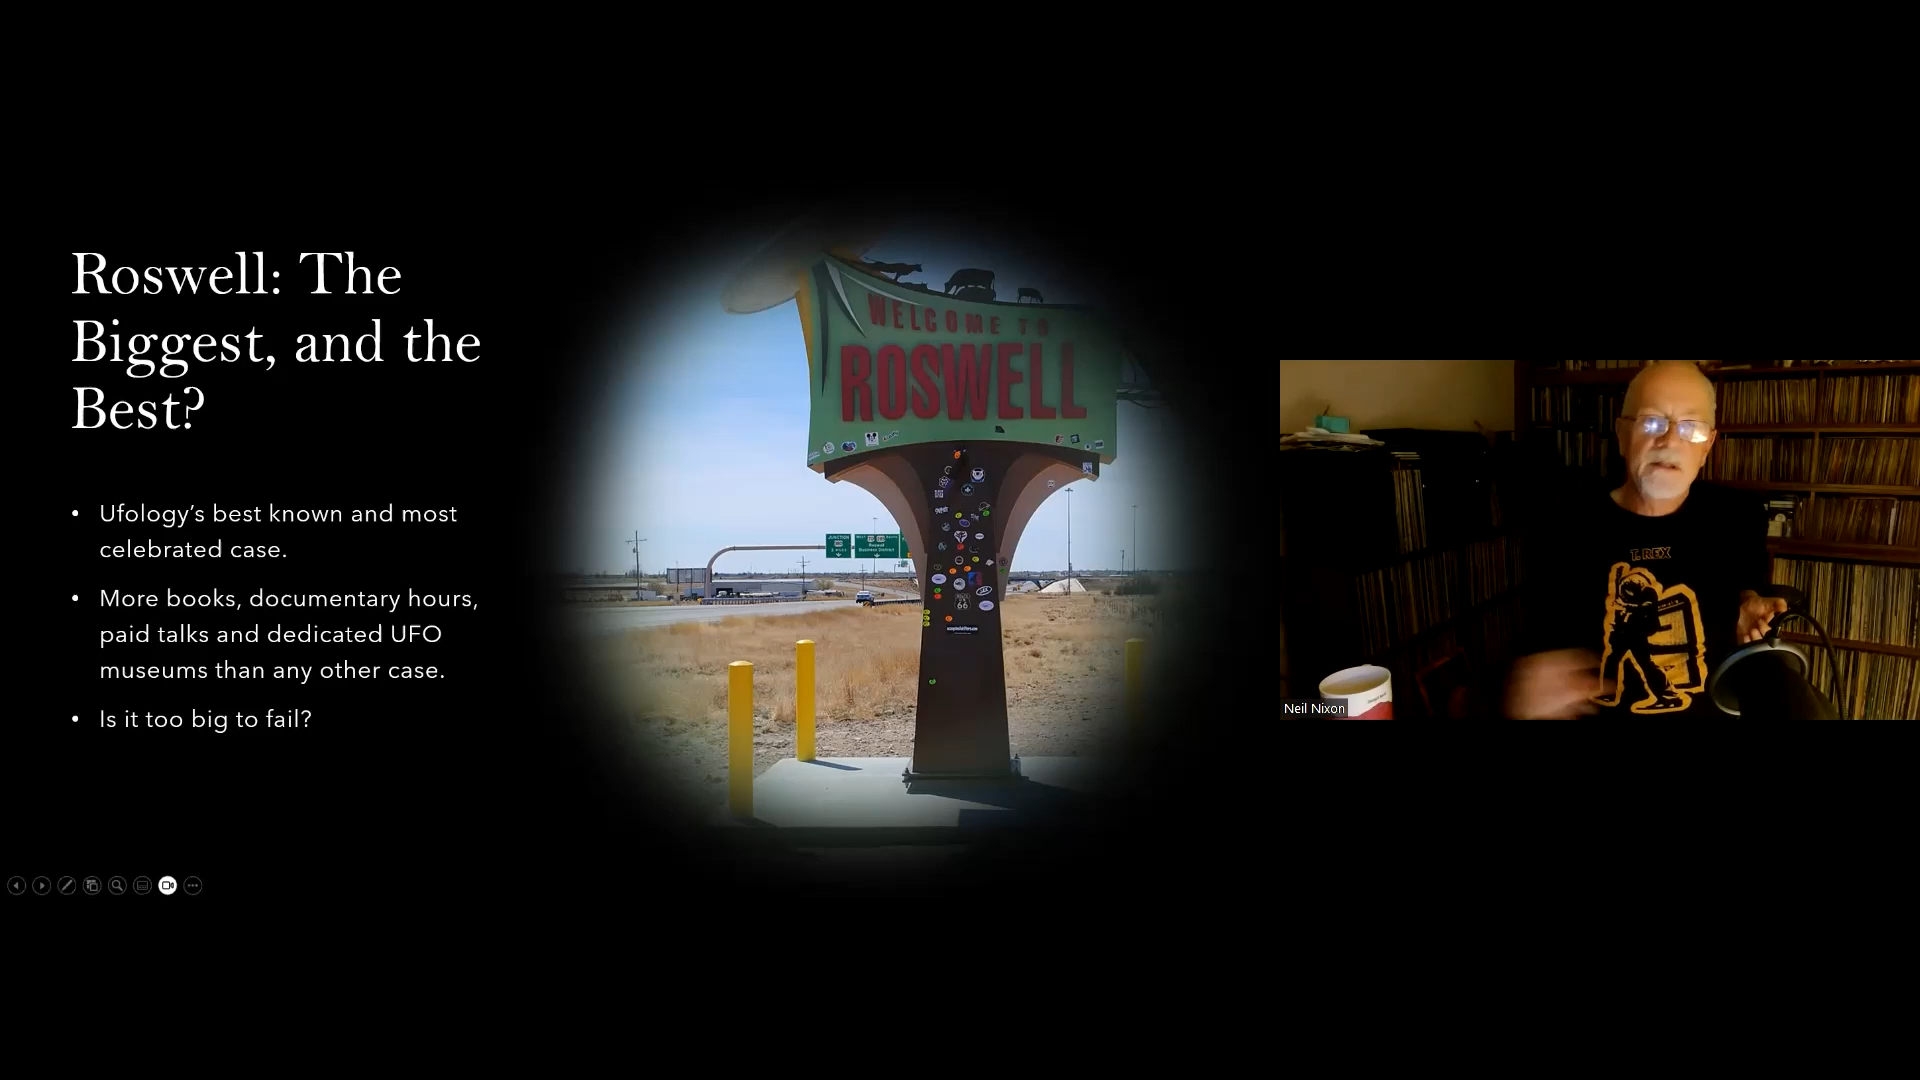 Roswell: The
Biggest, and the
Best?
• Ufology's best known and most
celebrated case.
• More books, documentary hours,
paid talks and dedicated UFO
museums than any other case.
• Is it too big to fail?
WELCOME TO
ROSWELL
JUNCTION
66
T. REX
Neil Nixon